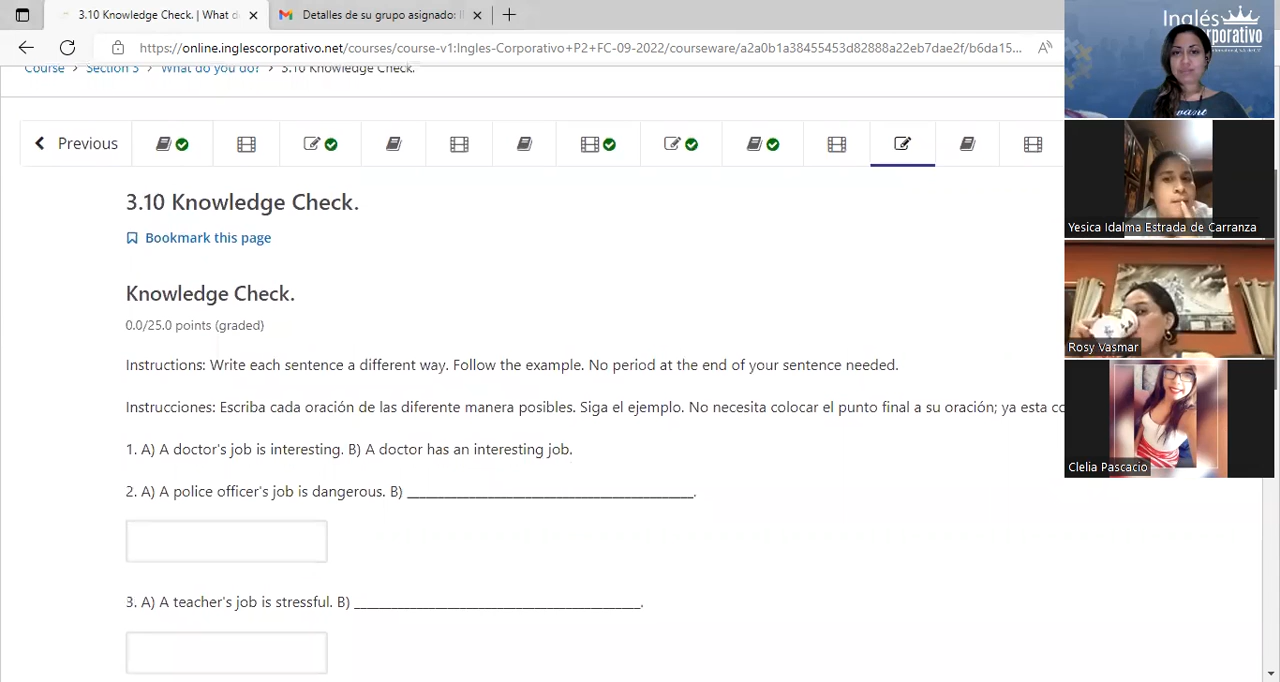 3.10 Knowledge Check. | What d
Detalles de su grupo asignado: I
https://online.inglescorporativo.net/courses/course-v1:Ingles-Corporativo+P2+FC-09-2022/courseware/a2a0b1a38455453d82888a22eb7dae2f/b6da15...
Inglés
orporativo
Course > Section 3 > What do you do? > 3.10 Knowledge Check.
Previous
3.10 Knowledge Check.
Bookmark this page
Knowledge Check.
0.0/25.0 points (graded)
Instructions: Write each sentence a different way. Follow the example. No period at the end of your sentence needed.
Instrucciones: Escriba cada oración de las diferente manera posibles. Siga el ejemplo. No necesita colocar el punto final a su oración; ya esta co
1. A) A doctor's job is interesting. B) A doctor has an interesting job.
2. A) A police officer's job is dangerous. B) ______________________________________.
3. A) A teacher's job is stressful. B) ______________________________________.
Yesica Idalma Estrada de Carranza
Rosy Vasmar
Clelia Pascacio